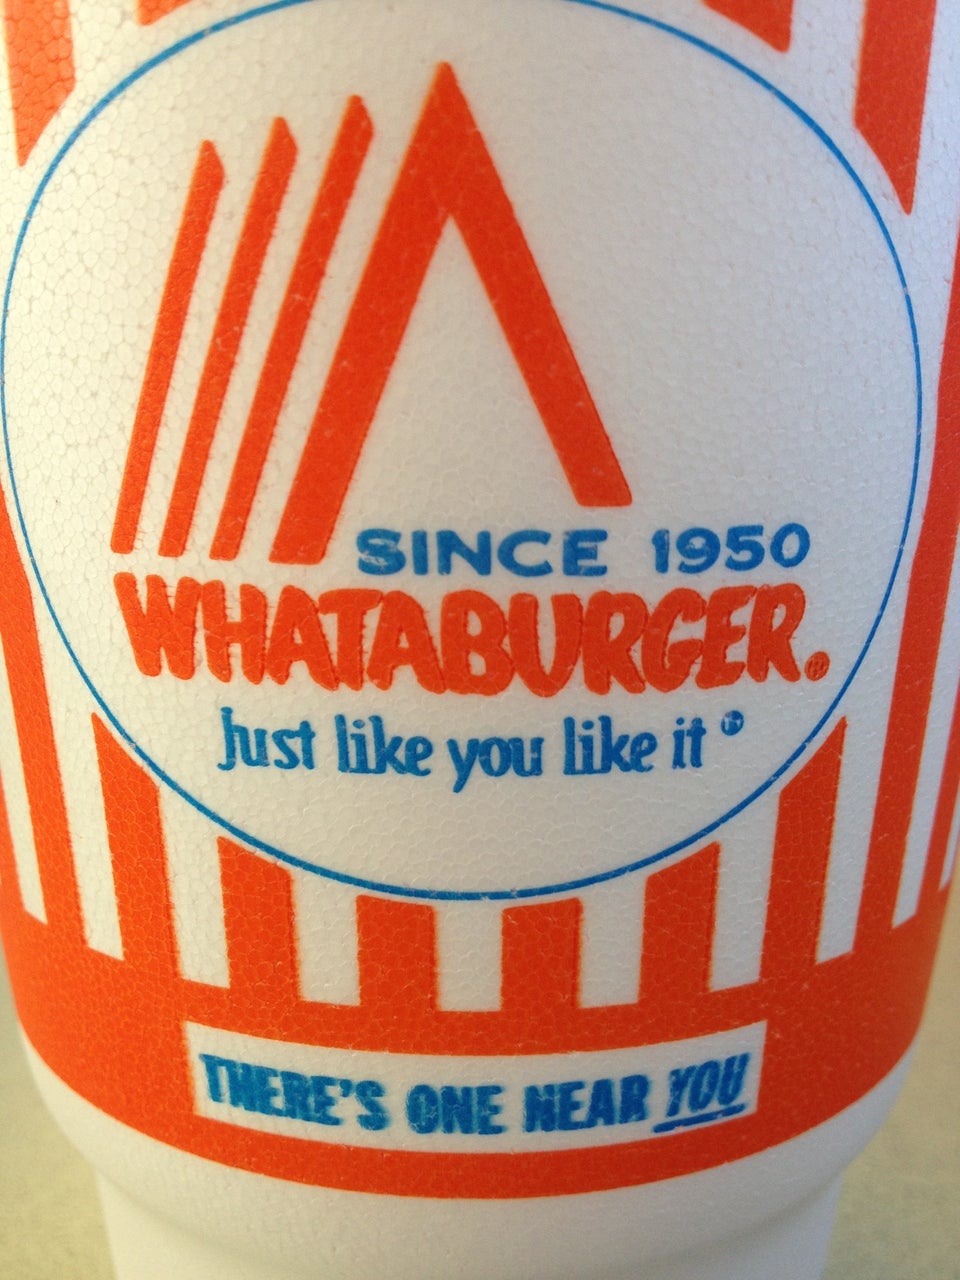 SINCE 1950
WHATABURGER®
Just like you like it
THERE'S ONE NEAR YOU